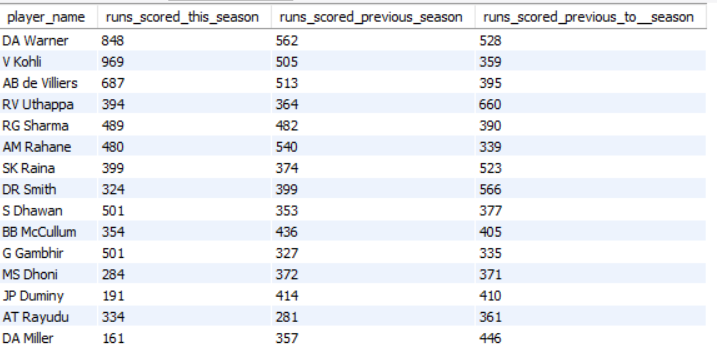 player_name runs_scored_this_season runs_scored_previous_season runs_scored_previous_to__season
DA Warner 848 562 528
V Kohli 969 505 359
AB de Villiers 687 513 395
RV Uthappa 394 364 660
RG Sharma 489 482 390
AM Rahane 480 540 339
SK Raina 399 374 523
DR Smith 324 399 566
S Dhawan 501 353 377
BB McCullum 354 436 405
G Gambhir 501 327 335
MS Dhoni 284 372 371
JP Duminy 191 414 410
AT Rayudu 334 281 361
DA Miller 161 357 446